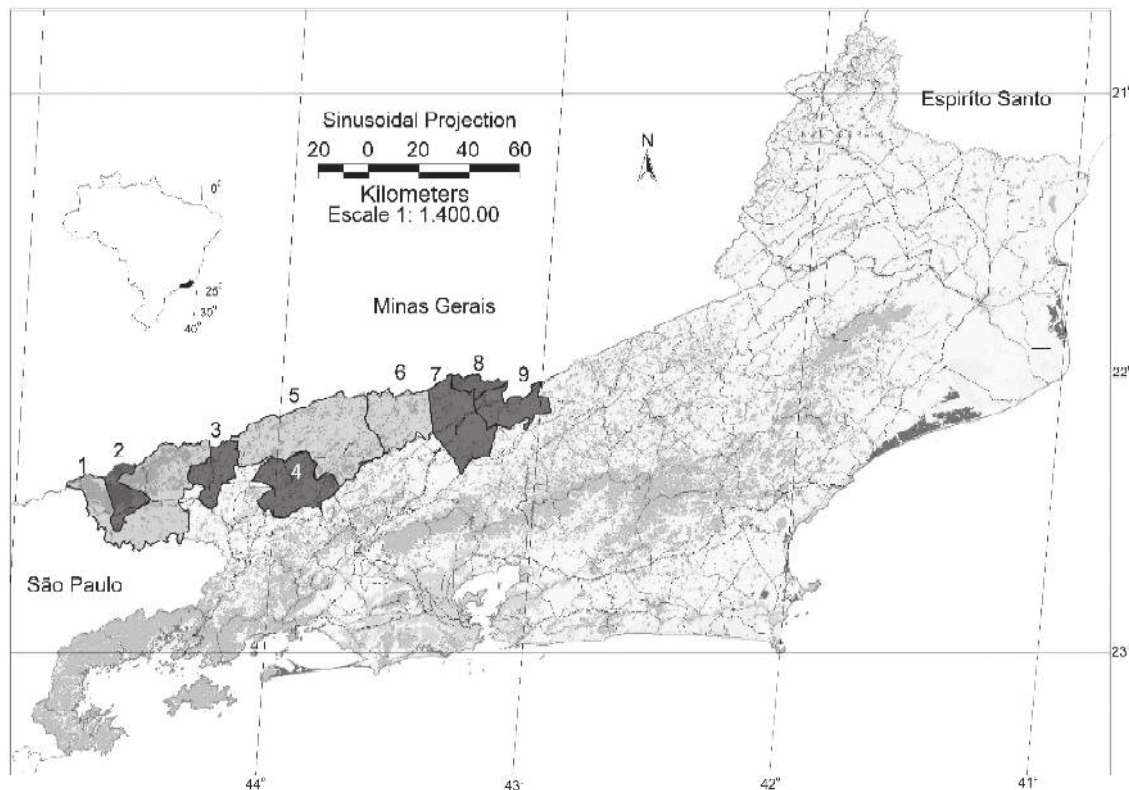 Espiríto Santo
21°
Sinusoidal Projection
20 0 20 40 60
Kilometers
Escale 1: 1.400.00
N
0°
25°
30°
40°
Minas Gerais
22°
1 2 3 4 5 6 7 8 9
São Paulo
23°
44° 43° 42° 41°